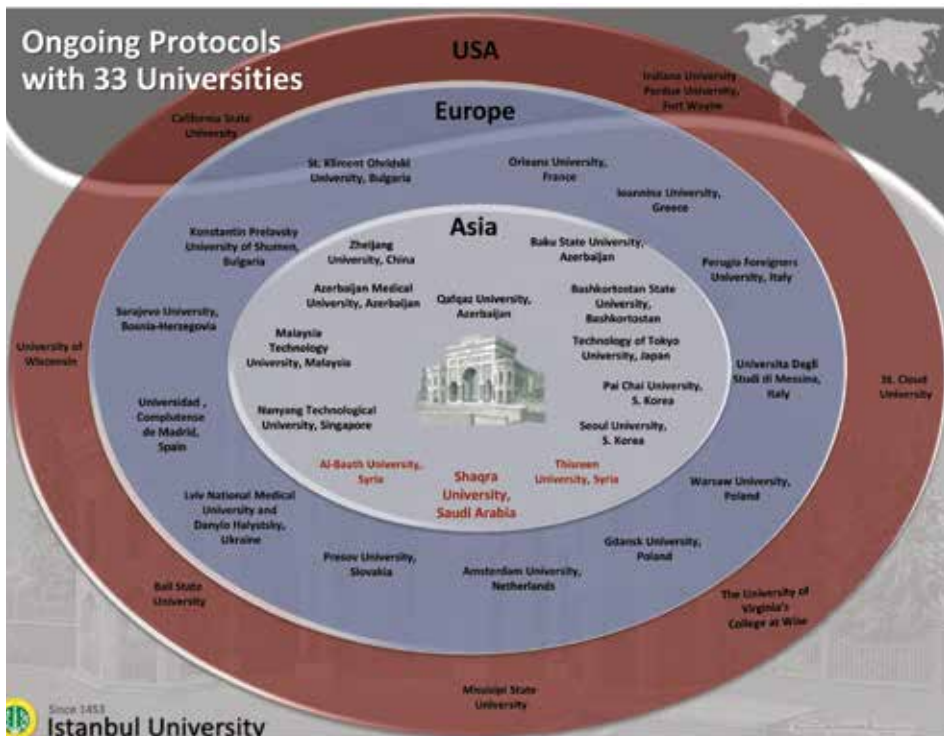 Ongoing Protocols
with 33 Universities
USA
Indiana University
Purdue University,
Fort Wayne
California State
University
Europe
St. Kliment Ohridski
University, Bulgaria
Orleans University,
France
Ioannina University,
Greece
Konstantin Prelavsky
University of Shumen,
Bulgaria
Asia
Zheijang
University, China
Baku State University,
Azerbaijan
Perugia Foreigners
University, Italy
Azerbaijan Medical
University, Azerbaijan
Qafqaz University,
Azerbaijan
Bashkortostan State
University,
Bashkortostan
Sarajevo University,
Bosnia-Herzegovia
University of
Wisconsin
Malaysia
Technology
University, Malaysia
Technology of Tokyo
University, Japan
Universita Degli
Studi di Messina,
Italy
St. Cloud
University
Pai Chai University,
S. Korea
Universidad ,
Complutense
de Madrid,
Spain
Nanyang Technological
University, Singapore
Seoul University,
S. Korea
Al-Baath University,
Syria
Shaqra
University,
Saudi Arabia
Thisreen
University, Syria
Warsaw University,
Poland
Lviv National Medical
University and
Danylo Halystsky,
Ukraine
Gdansk University,
Poland
Presov University,
Slovakia
Amsterdam University,
Netherlands
Ball State
University
The University of
Virginia's
College at Wise
Missisipi State
University
Since 1453
Istanbul University